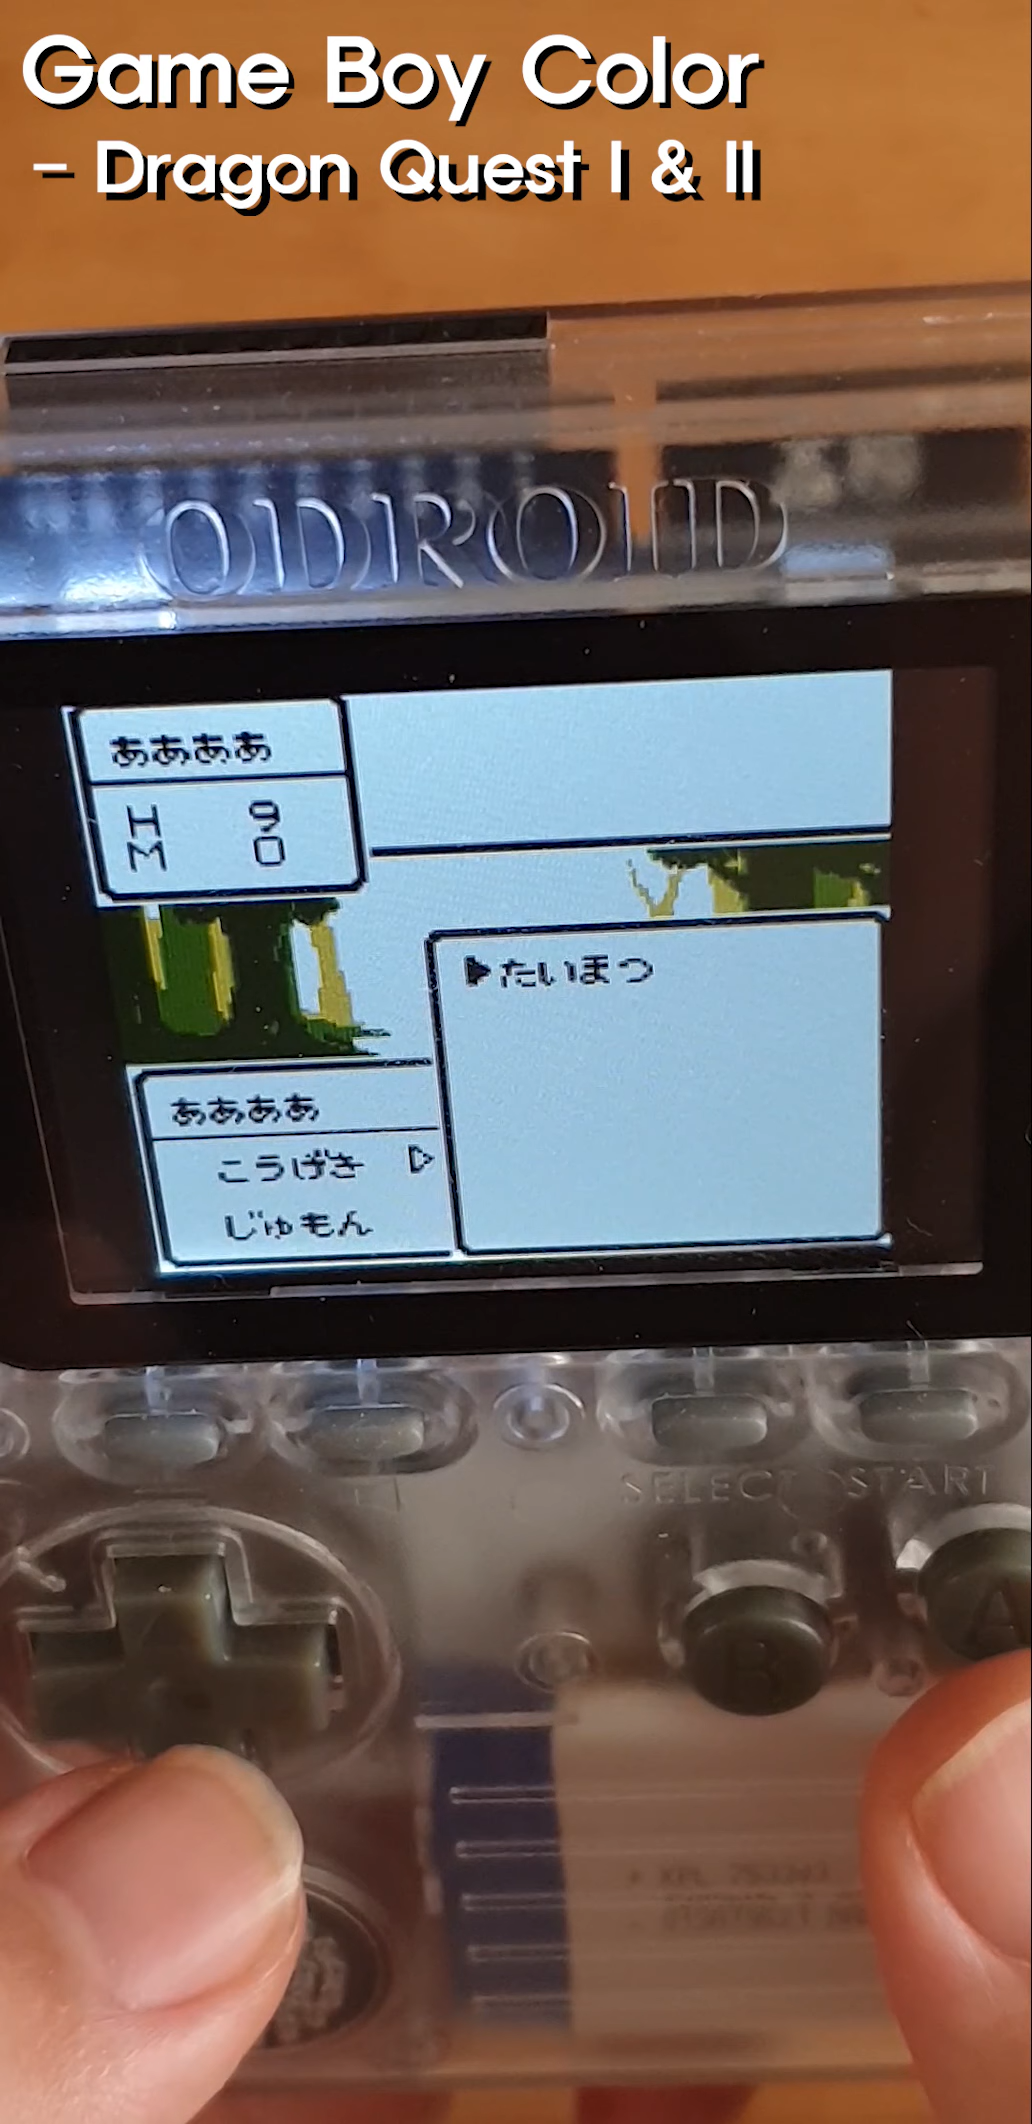 Game Boy Color
– Dragon Quest I & II
ODROID
ああああ
H 9
M 0
▶たいまつ
ああああ
こうげき ▷
じゅもん
SELECT START
B A